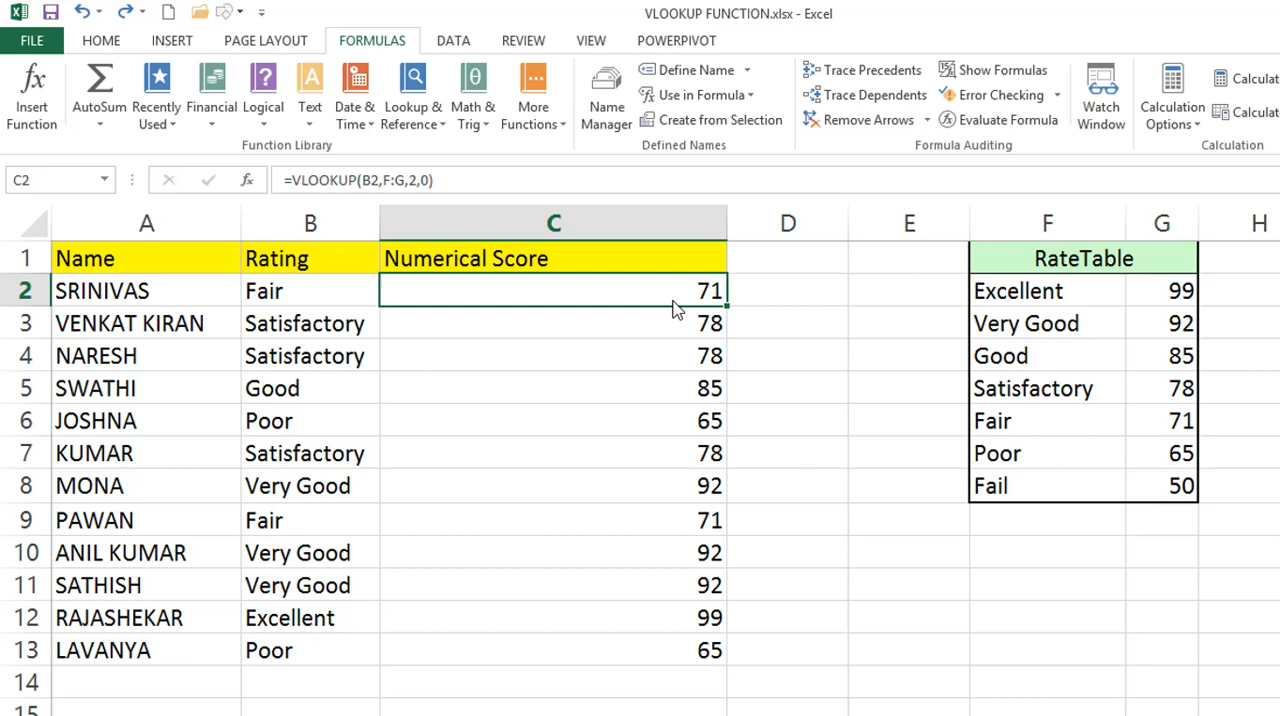 VLOOKUP FUNCTION.xlsx - Excel
FILE HOME INSERT PAGE LAYOUT FORMULAS DATA REVIEW VIEW POWERPIVOT
Insert Function
AutoSum
Recently Used
Financial
Logical
Text
Date & Time
Lookup & Reference
Math & Trig
More Functions
Function Library
Name Manager
Define Name
Use in Formula
Create from Selection
Defined Names
Trace Precedents
Trace Dependents
Remove Arrows
Show Formulas
Error Checking
Evaluate Formula
Formula Auditing
Watch Window
Calculation Options
Calculat
Calculat
Calculation
C2 fx =VLOOKUP(B2,F:G,2,0)
A B C D E F G H
1 Name Rating Numerical Score RateTable
2 SRINIVAS Fair 71 Excellent 99
3 VENKAT KIRAN Satisfactory 78 Very Good 92
4 NARESH Satisfactory 78 Good 85
5 SWATHI Good 85 Satisfactory 78
6 JOSHNA Poor 65 Fair 71
7 KUMAR Satisfactory 78 Poor 65
8 MONA Very Good 92 Fail 50
9 PAWAN Fair 71
10 ANIL KUMAR Very Good 92
11 SATHISH Very Good 92
12 RAJASHEKAR Excellent 99
13 LAVANYA Poor 65
14
15